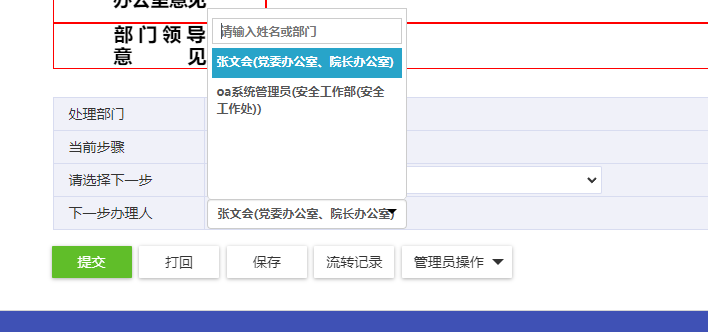 办公室意见
部门领导
意见
请输入姓名或部门
张文会(党委办公室、院长办公室)
oa系统管理员(安全工作部(安全
工作处))
处理部门
当前步骤
请选择下一步
下一步办理人
张文会(党委办公室、院长办公室)
提交
打回
保存
流转记录
管理员操作